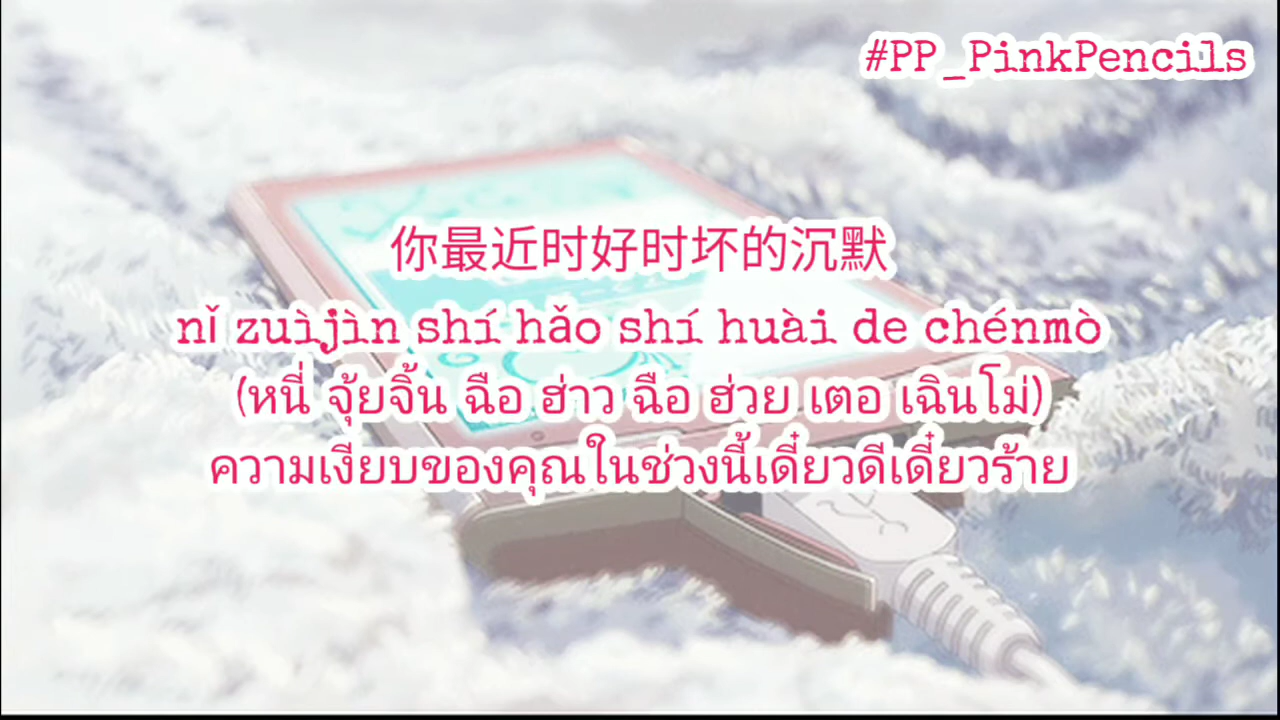 #PP_PinkPencils
你最近时好时坏的沉默
nǐ zuìjìn shí hǎo shí huài de chénmò
(หนี่ จุ้ยจิ้น ฉือ ฮ่าว ฉือ ฮ่วย เตอ เฉินโม่)
ความเงียบของคุณในช่วงนี้เดี๋ยวดีเดี๋ยวร้าย